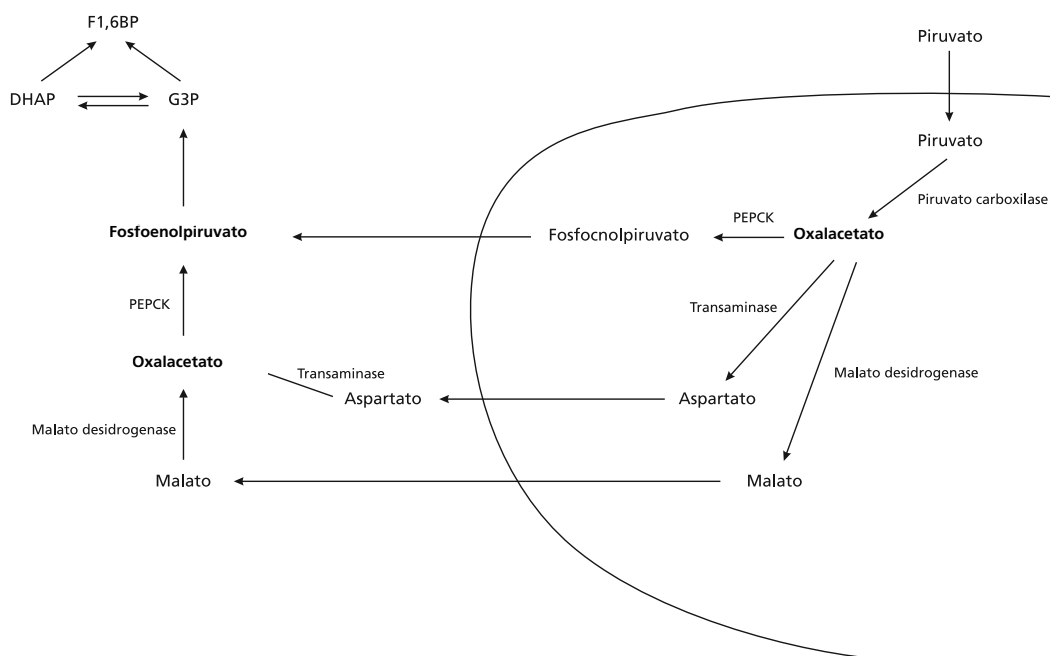 F1,6BP
DHAP
G3P
Piruvato
Piruvato
Piruvato carboxilase
Fosfoenolpiruvato
Fosfocnolpiruvato
PEPCK
Oxalacetato
PEPCK
Transaminase
Oxalacetato
Transaminase
Malato desidrogenase
Aspartato
Aspartato
Malato desidrogenase
Malato
Malato